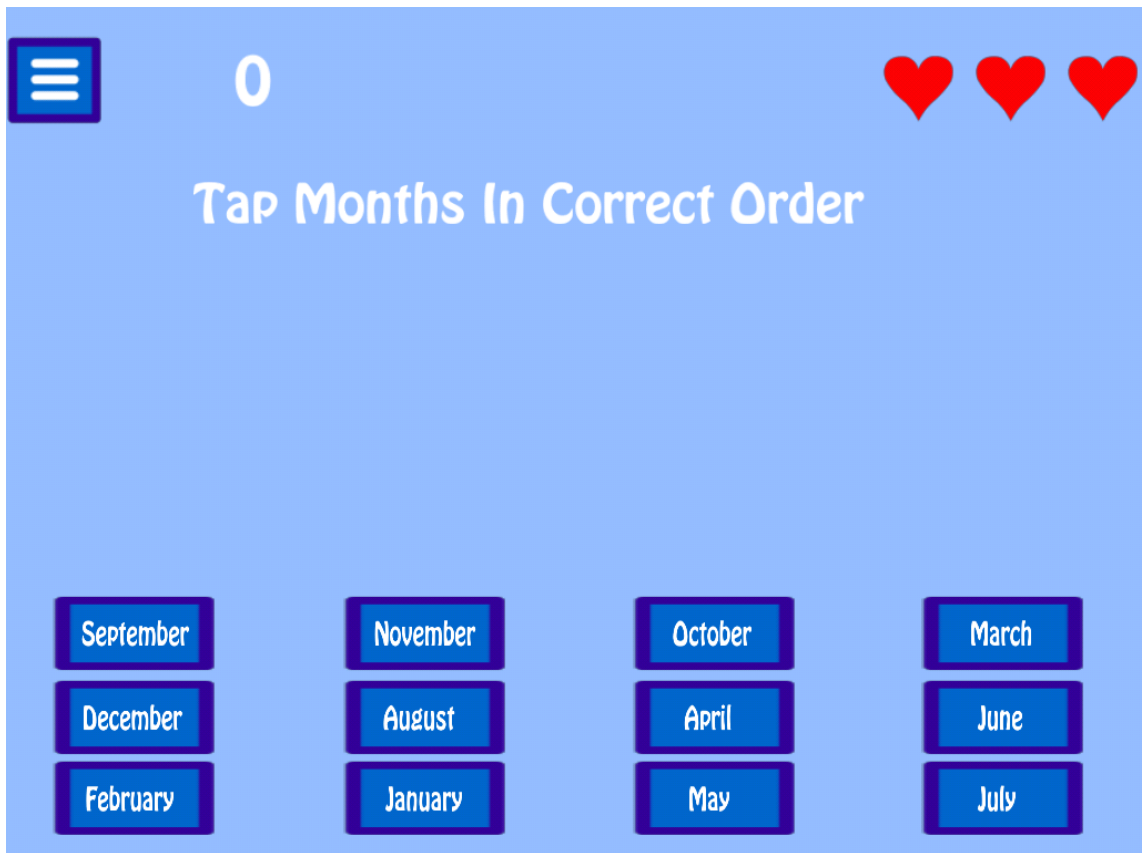 0
Tap Months In Correct Order
September November October March
December August April June
February January May July